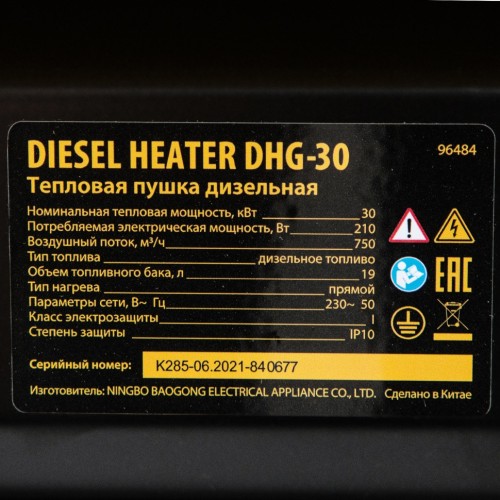 DIESEL HEATER DHG-30 96484
Тепловая пушка дизельная
Номинальная тепловая мощность, кВт 30
Потребляемая электрическая мощность, Вт 210
Воздушный поток, м³/ч 750
Тип топлива дизельное топливо
Объем топливного бака, л 19
Тип нагрева прямой
Параметры сети, В~ Гц 230~ 50
Класс электрозащиты I
Степень защиты IP10
EAC
Серийный номер: K285-06.2021-840677
Изготовитель: NINGBO BAOGONG ELECTRICAL APPLIANCE CO., LTD. Сделано в Китае